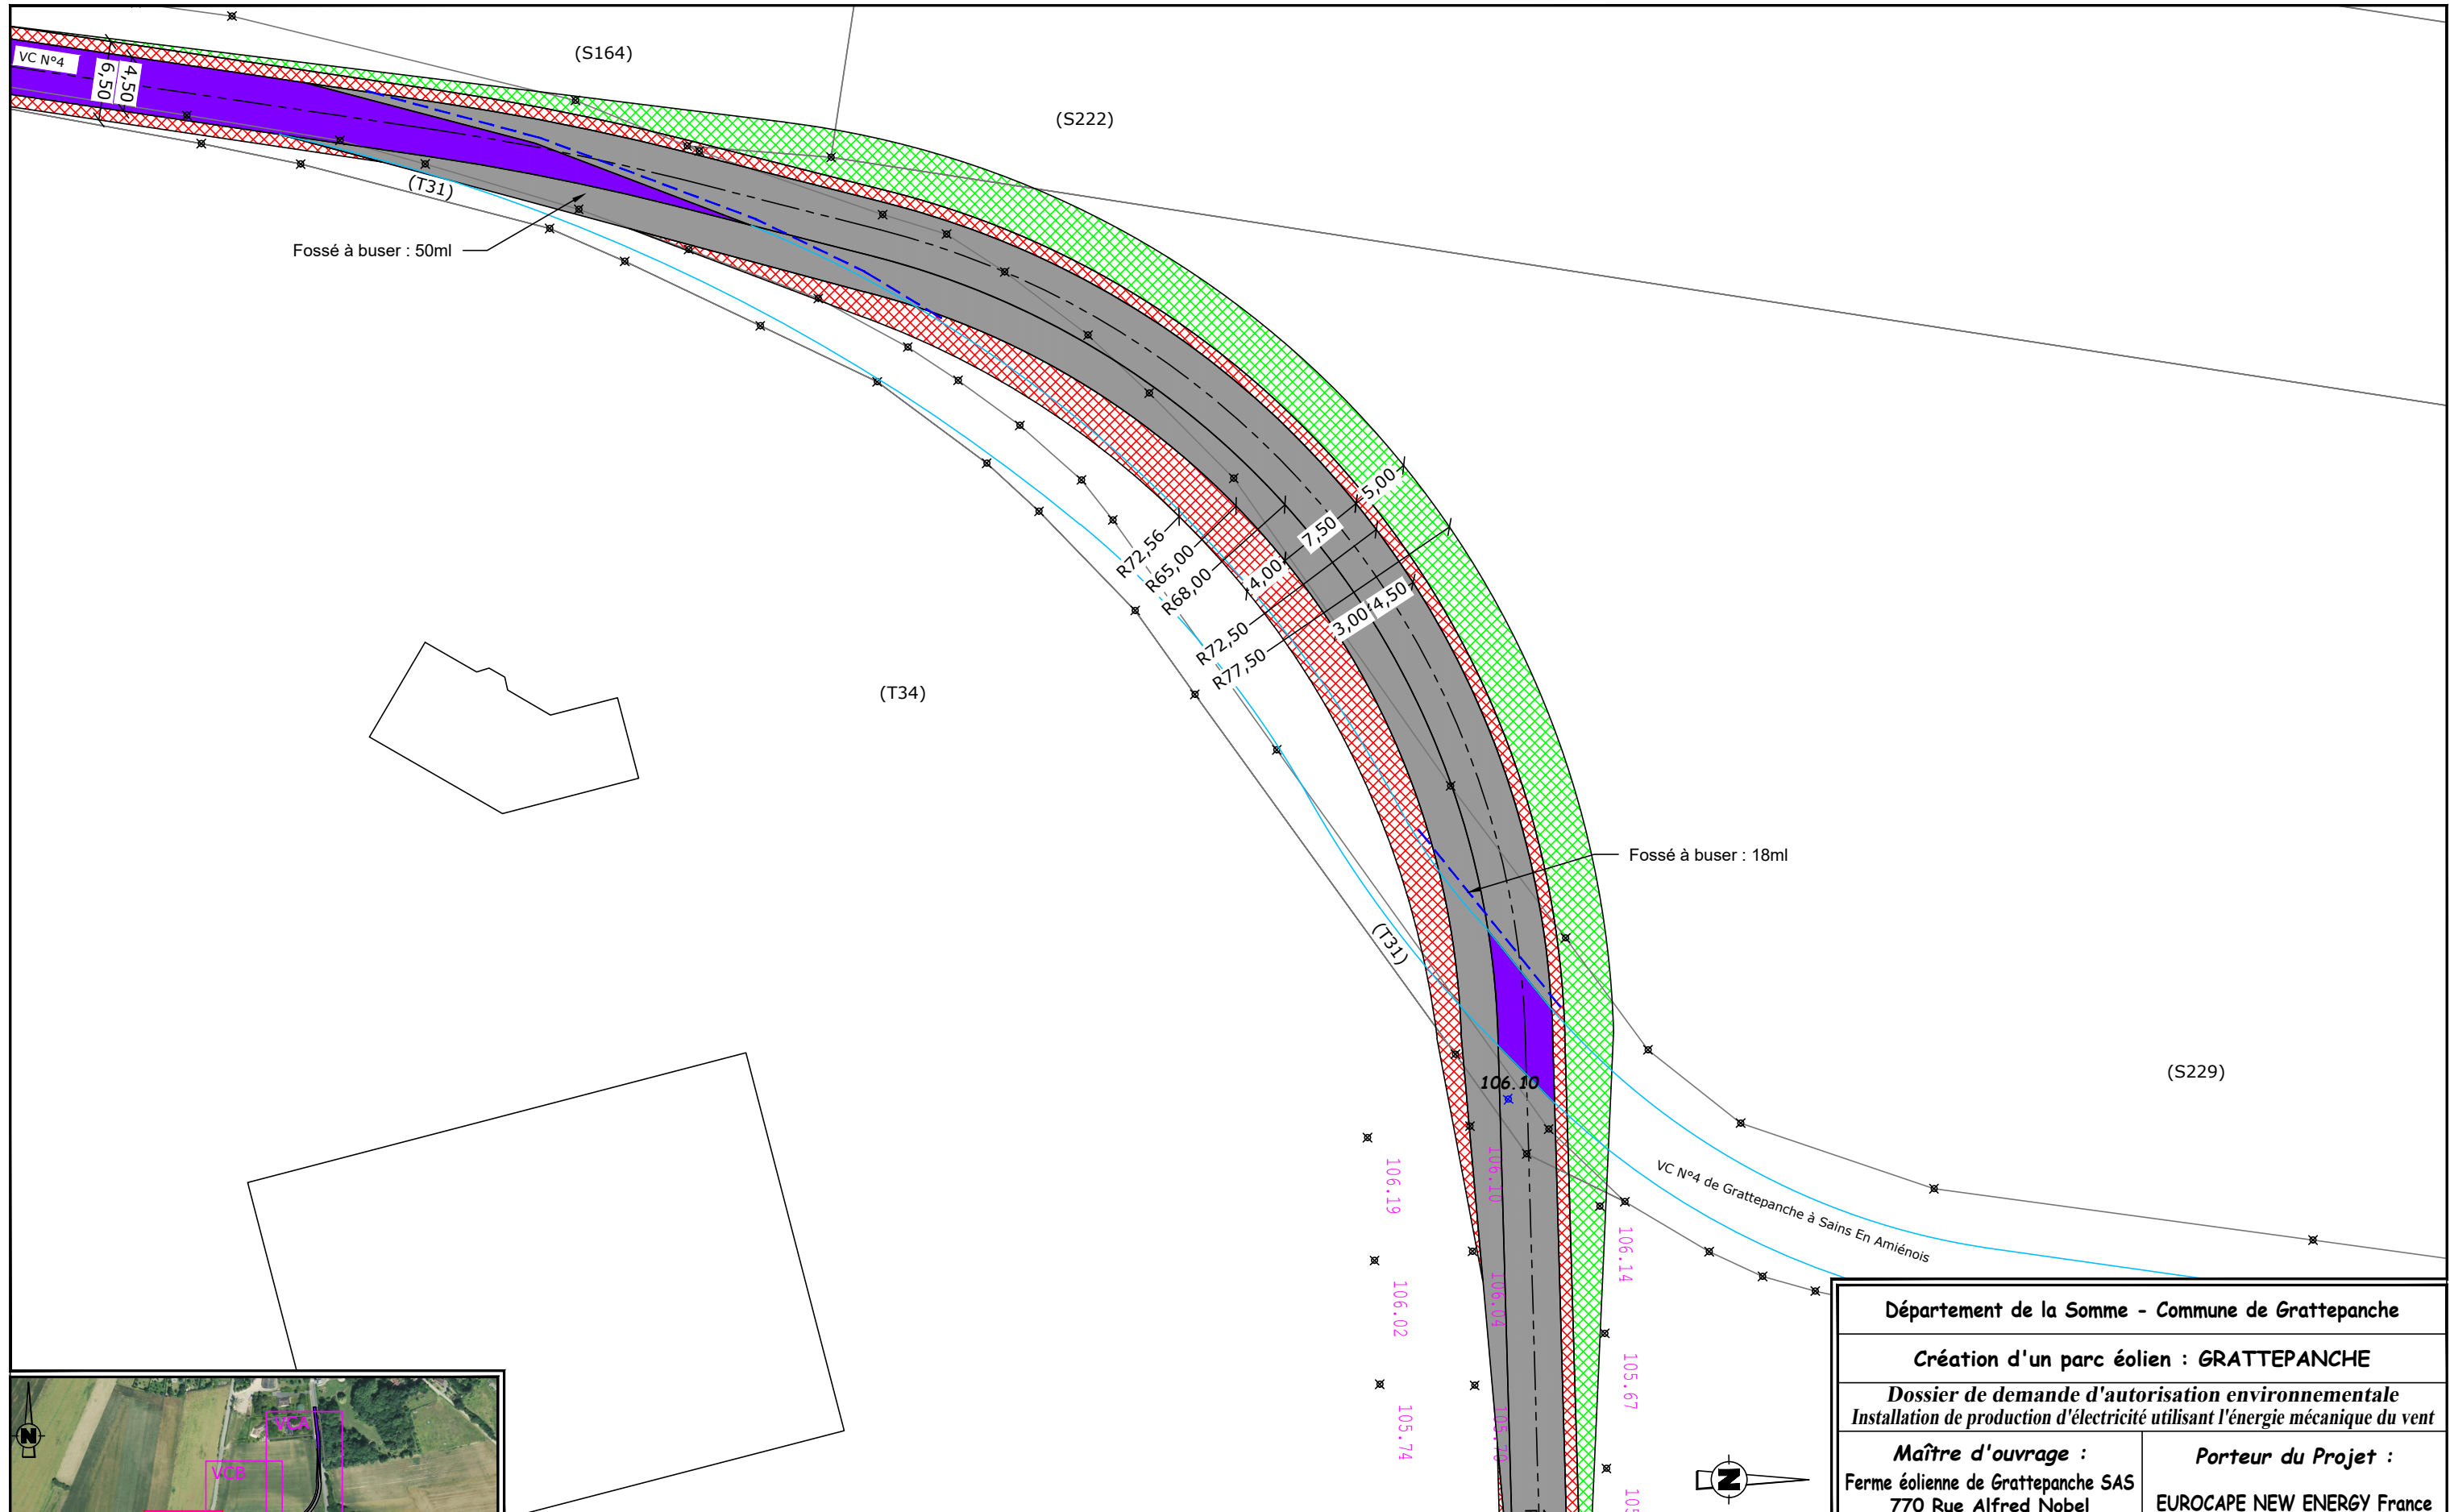 (S164)
VC N°4
6,50
4,50
(S222)
(T31)
Fossé à buser : 50ml
5,00
7,50
R72,56
R65,00
R68,00
4,00
3,00
4,50
R72,50
R77,50
(T34)
Fossé à buser : 18ml
(T31)
(S229)
106.10
106.19
106.10
106.14
VC N°4 de Grattepanche à Sains En Amiénois
106.02
106.04
105.67
105.74
105.70
VCA
VCB
N
N
Département de la Somme - Commune de Grattepanche
Création d'un parc éolien : GRATTEPANCHE
Dossier de demande d'autorisation environnementale
Installation de production d'électricité utilisant l'énergie mécanique du vent
Maître d'ouvrage :
Ferme éolienne de Grattepanche SAS
770 Rue Alfred Nobel
Porteur du Projet :
EUROCAPE NEW ENERGY France